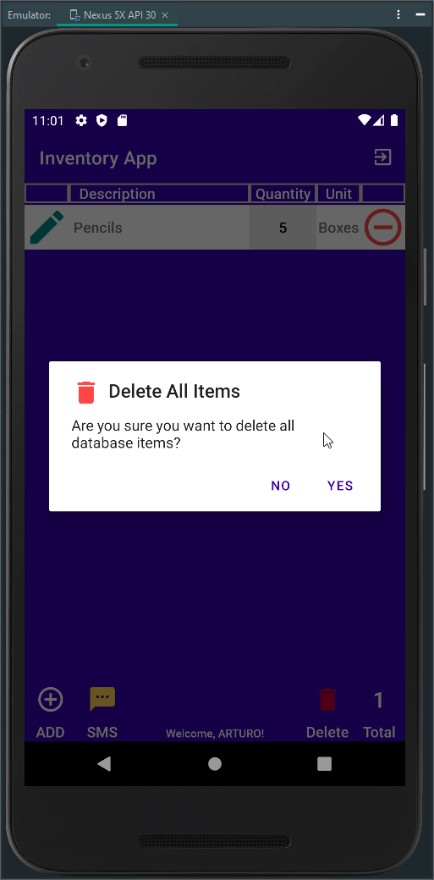 Emulator: Nexus 5X API 30
11:01
Inventory App
Description Quantity Unit
Pencils 5 Boxes
Delete All Items
Are you sure you want to delete all
database items?
NO YES
1
ADD SMS Welcome, ARTURO! Delete Total